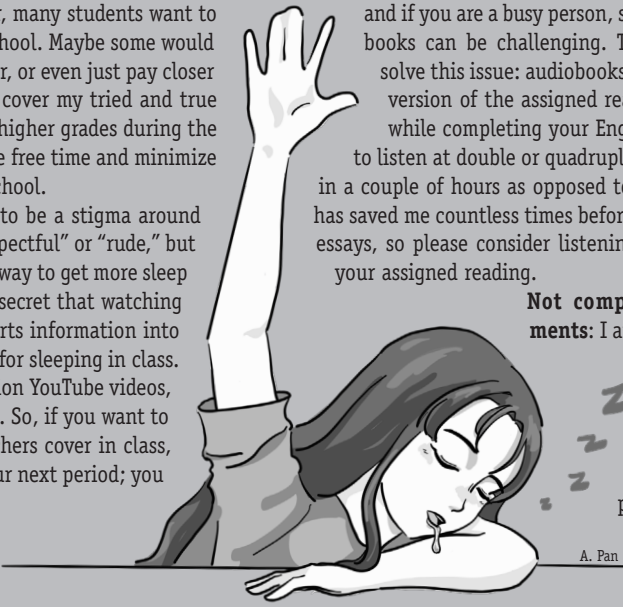 , many students want to
hool. Maybe some would
r, or even just pay closer
cover my tried and true
higher grades during the
e free time and minimize
chool.
to be a stigma around
pectful” or “rude,” but
way to get more sleep
secret that watching
rts information into
for sleeping in class.
on YouTube videos,
. So, if you want to
hers cover in class,
ur next period; you
and if you are a busy person, s
books can be challenging. T
solve this issue: audiobooks
version of the assigned rea
while completing your Eng
to listen at double or quadrupl
in a couple of hours as opposed to
has saved me countless times befor
essays, so please consider listenin
your assigned reading.
Not comp
ments: I a
z
z
z
z
p
A. Pan